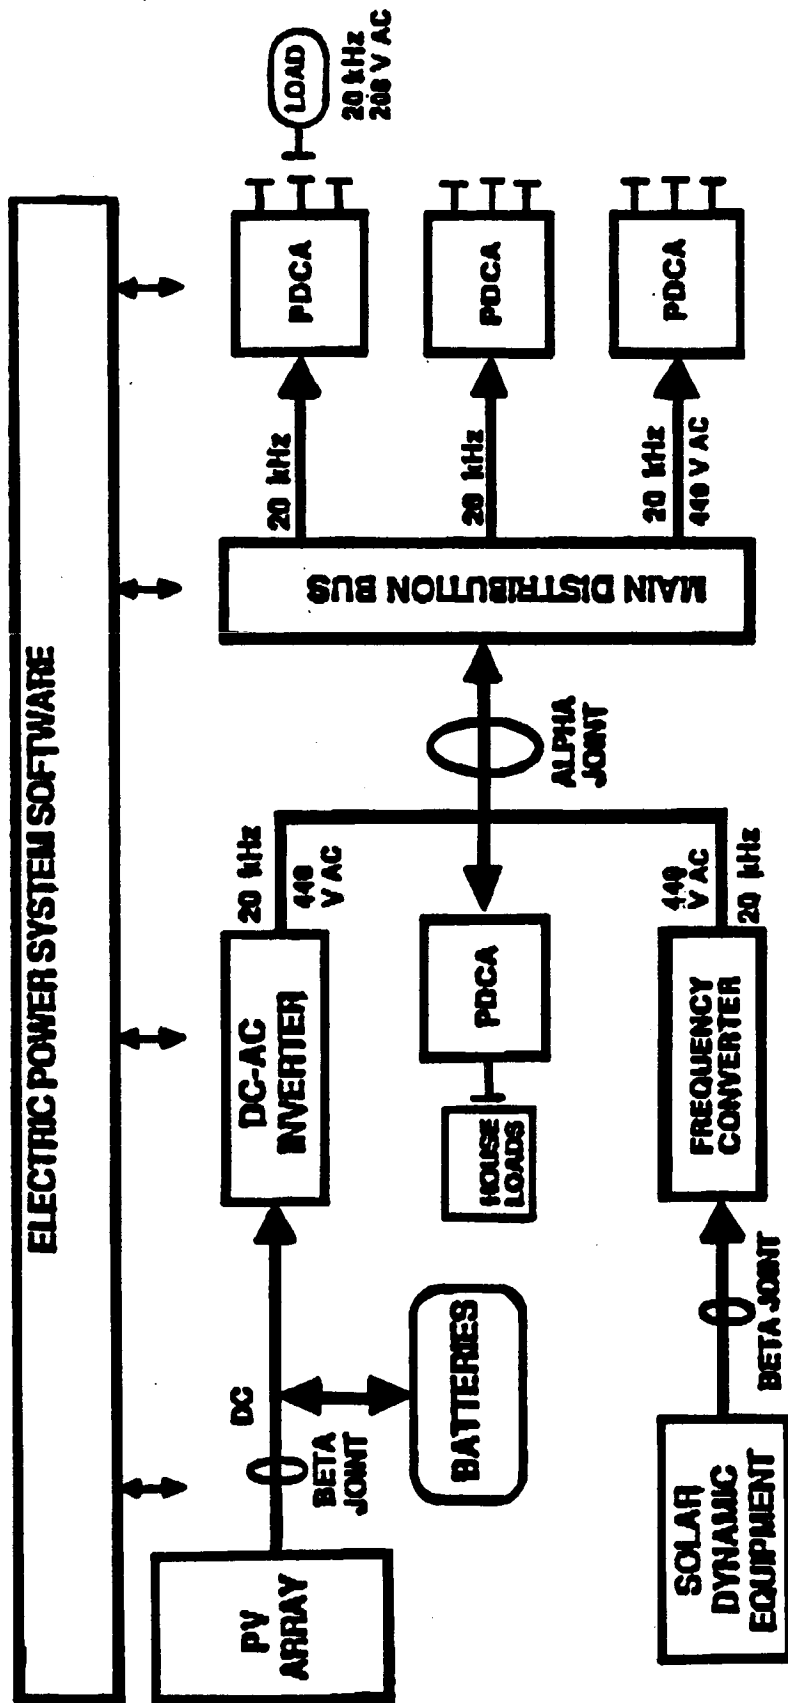 ELECTRIC POWER SYSTEM SOFTWARE
PV
ARRAY
BETA
JOINT
DC
BATTERIES
DC-AC
INVERTER
20 kHz
440
V AC
HOUSE
LOADS
PDCA
SOLAR
DYNAMIC
EQUIPMENT
BETA JOINT
FREQUENCY
CONVERTER
440
V AC
20 kHz
ALPHA
JOINT
MAIN DISTRIBUTION BUS
20 kHz
PDCA
LOAD
20 kHz
208 V AC
20 kHz
PDCA
20 kHz
440 V AC
PDCA